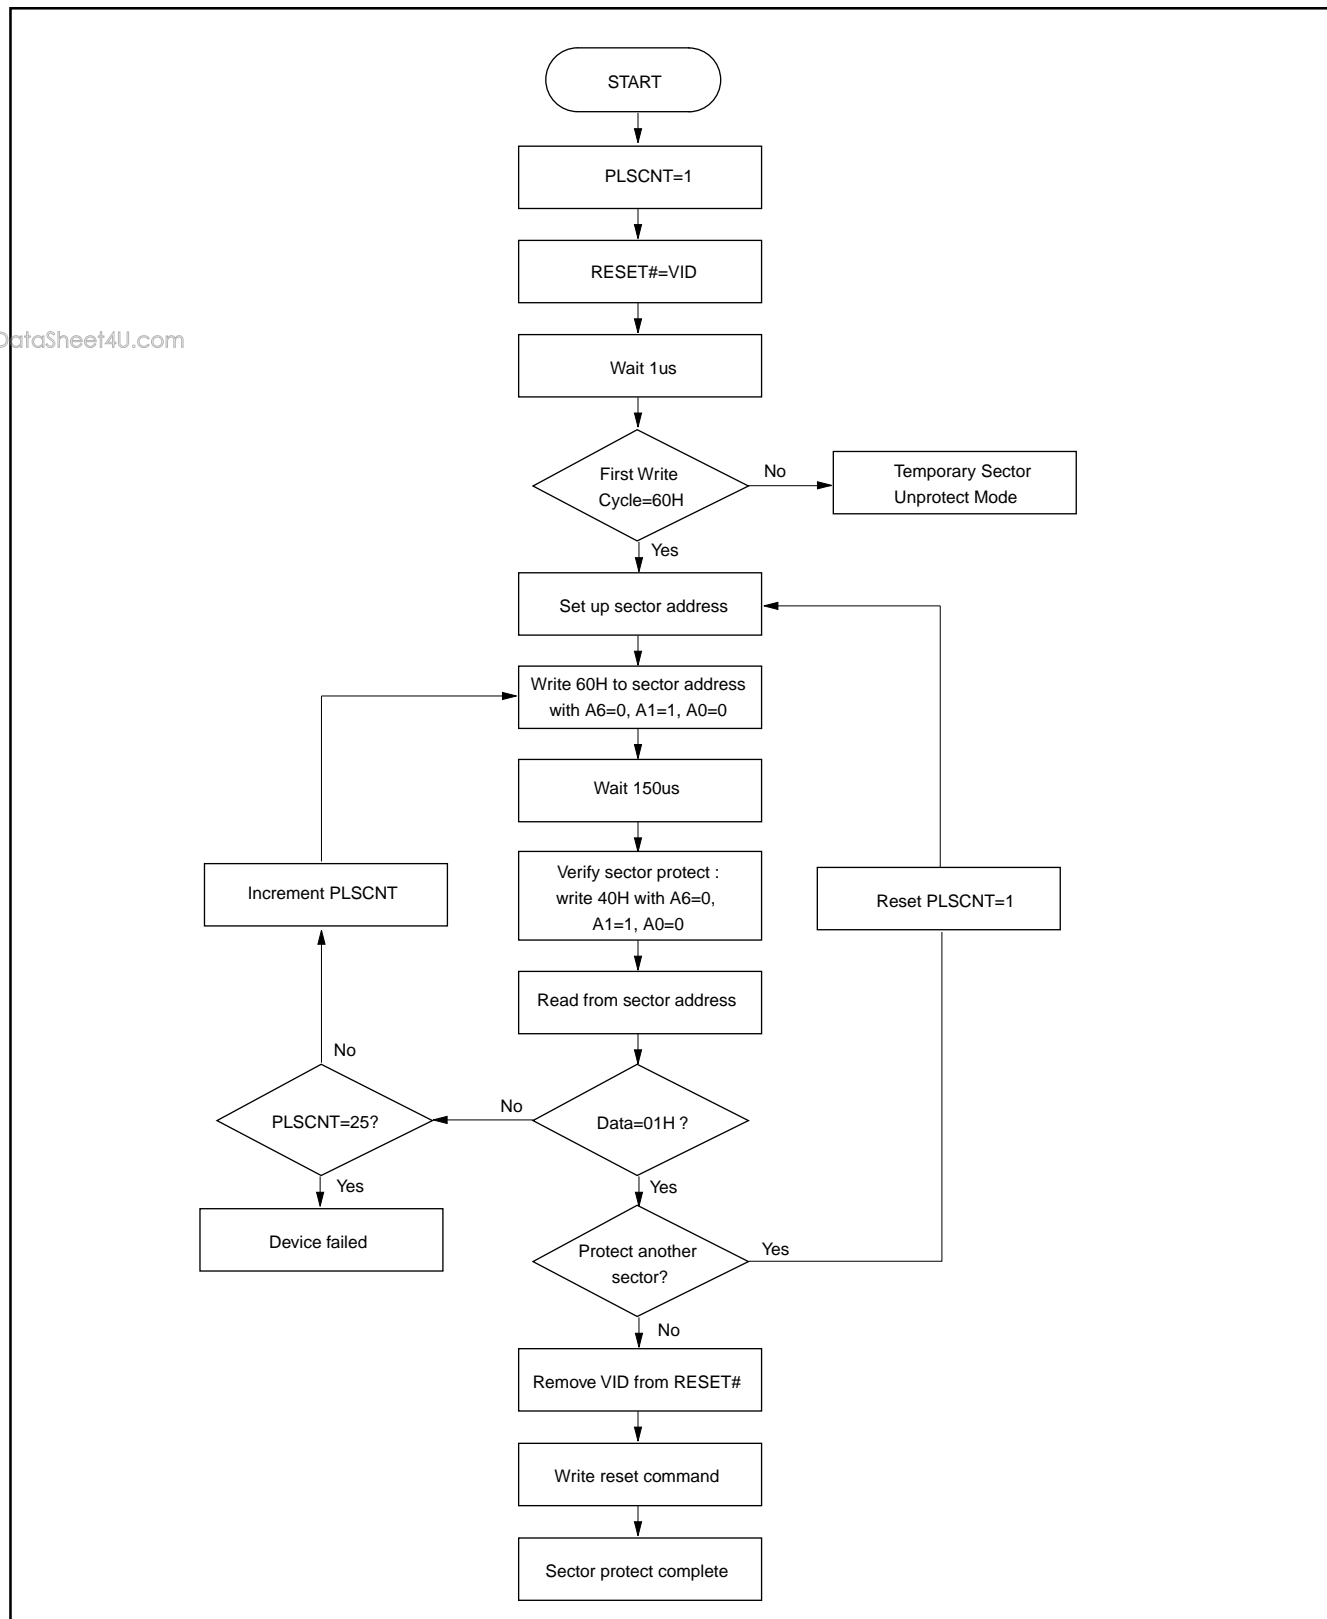 START
PLSCNT=1
RESET#=VID
DataSheet4U.com
Wait 1us
First Write
Cycle=60H
No
Temporary Sector
Unprotect Mode
Yes
Set up sector address
Write 60H to sector address
with A6=0, A1=1, A0=0
Wait 150us
Increment PLSCNT
Verify sector protect :
write 40H with A6=0,
A1=1, A0=0
Reset PLSCNT=1
Read from sector address
No
PLSCNT=25?
No
Data=01H ?
Yes
Yes
Device failed
Protect another
sector?
Yes
No
Remove VID from RESET#
Write reset command
Sector protect complete